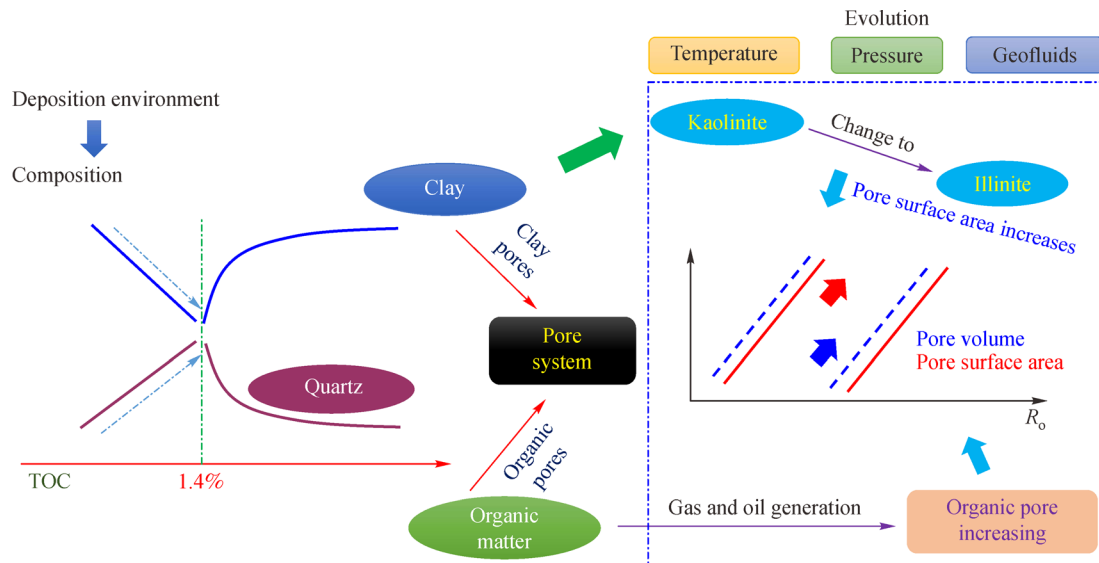 Evolution
Temperature
Pressure
Geofluids
Deposition environment
Composition
Clay
Quartz
TOC
1.4%
Clay
pores
Pore
system
Organic
pores
Organic
matter
Kaolinite
Change to
Illinite
Pore surface area increases
Pore volume
Pore surface area
Ro
Gas and oil generation
Organic pore
increasing